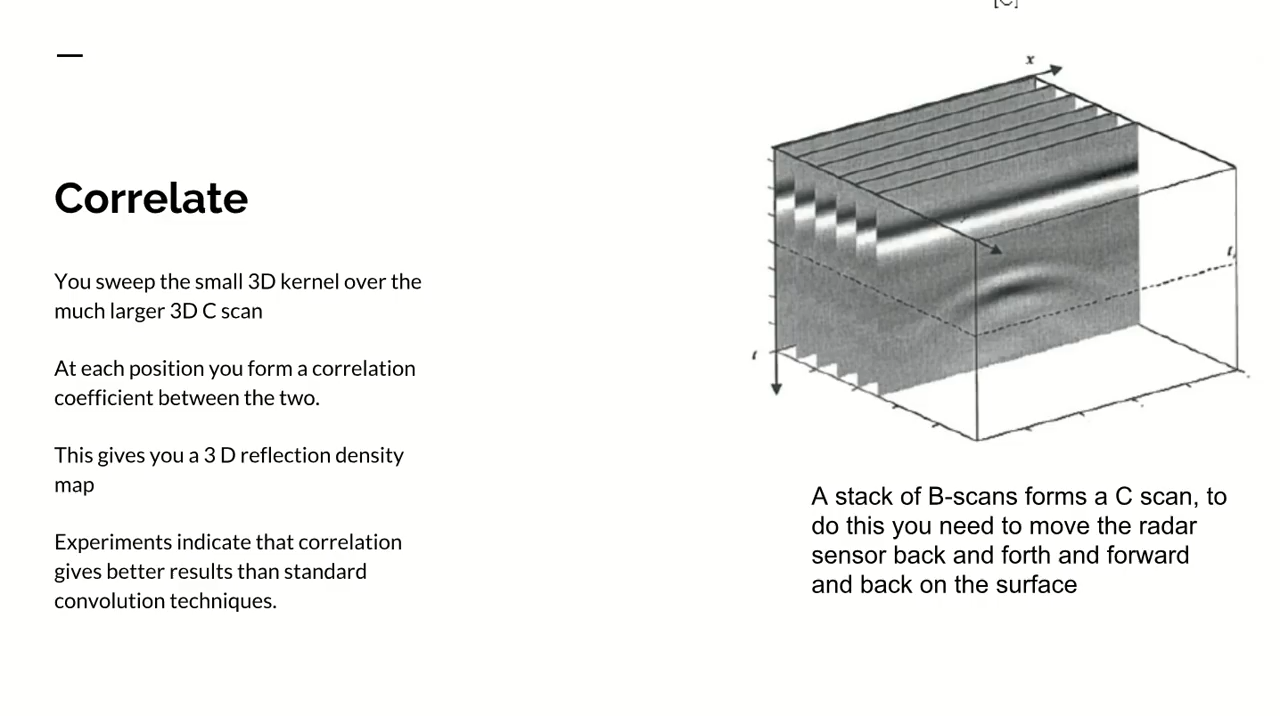 Correlate
You sweep the small 3D kernel over the
much larger 3D C scan
At each position you form a correlation
coefficient between the two.
This gives you a 3 D reflection density
map
Experiments indicate that correlation
gives better results than standard
convolution techniques.
x
t
A stack of B-scans forms a C scan, to
do this you need to move the radar
sensor back and forth and forward
and back on the surface